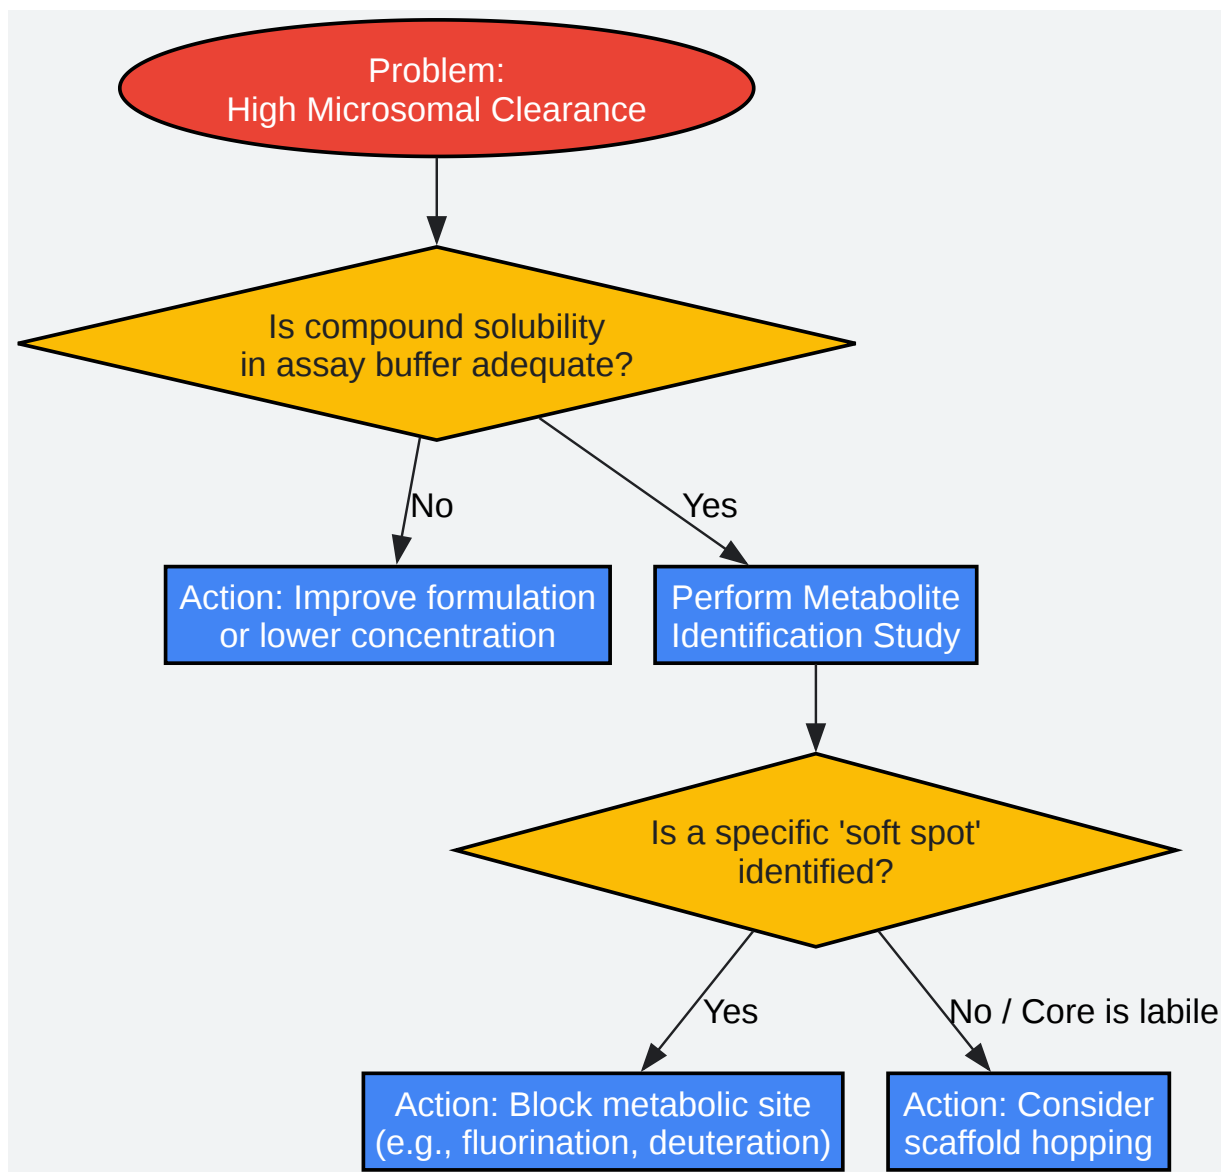 Problem:
High Microsomal Clearance
Is compound solubility
in assay buffer adequate?
No
Yes
Action: Improve formulation
or lower concentration
Perform Metabolite
Identification Study
Is a specific 'soft spot'
identified?
Yes
No / Core is labile
Action: Block metabolic site
(e.g., fluorination, deuteration)
Action: Consider
scaffold hopping